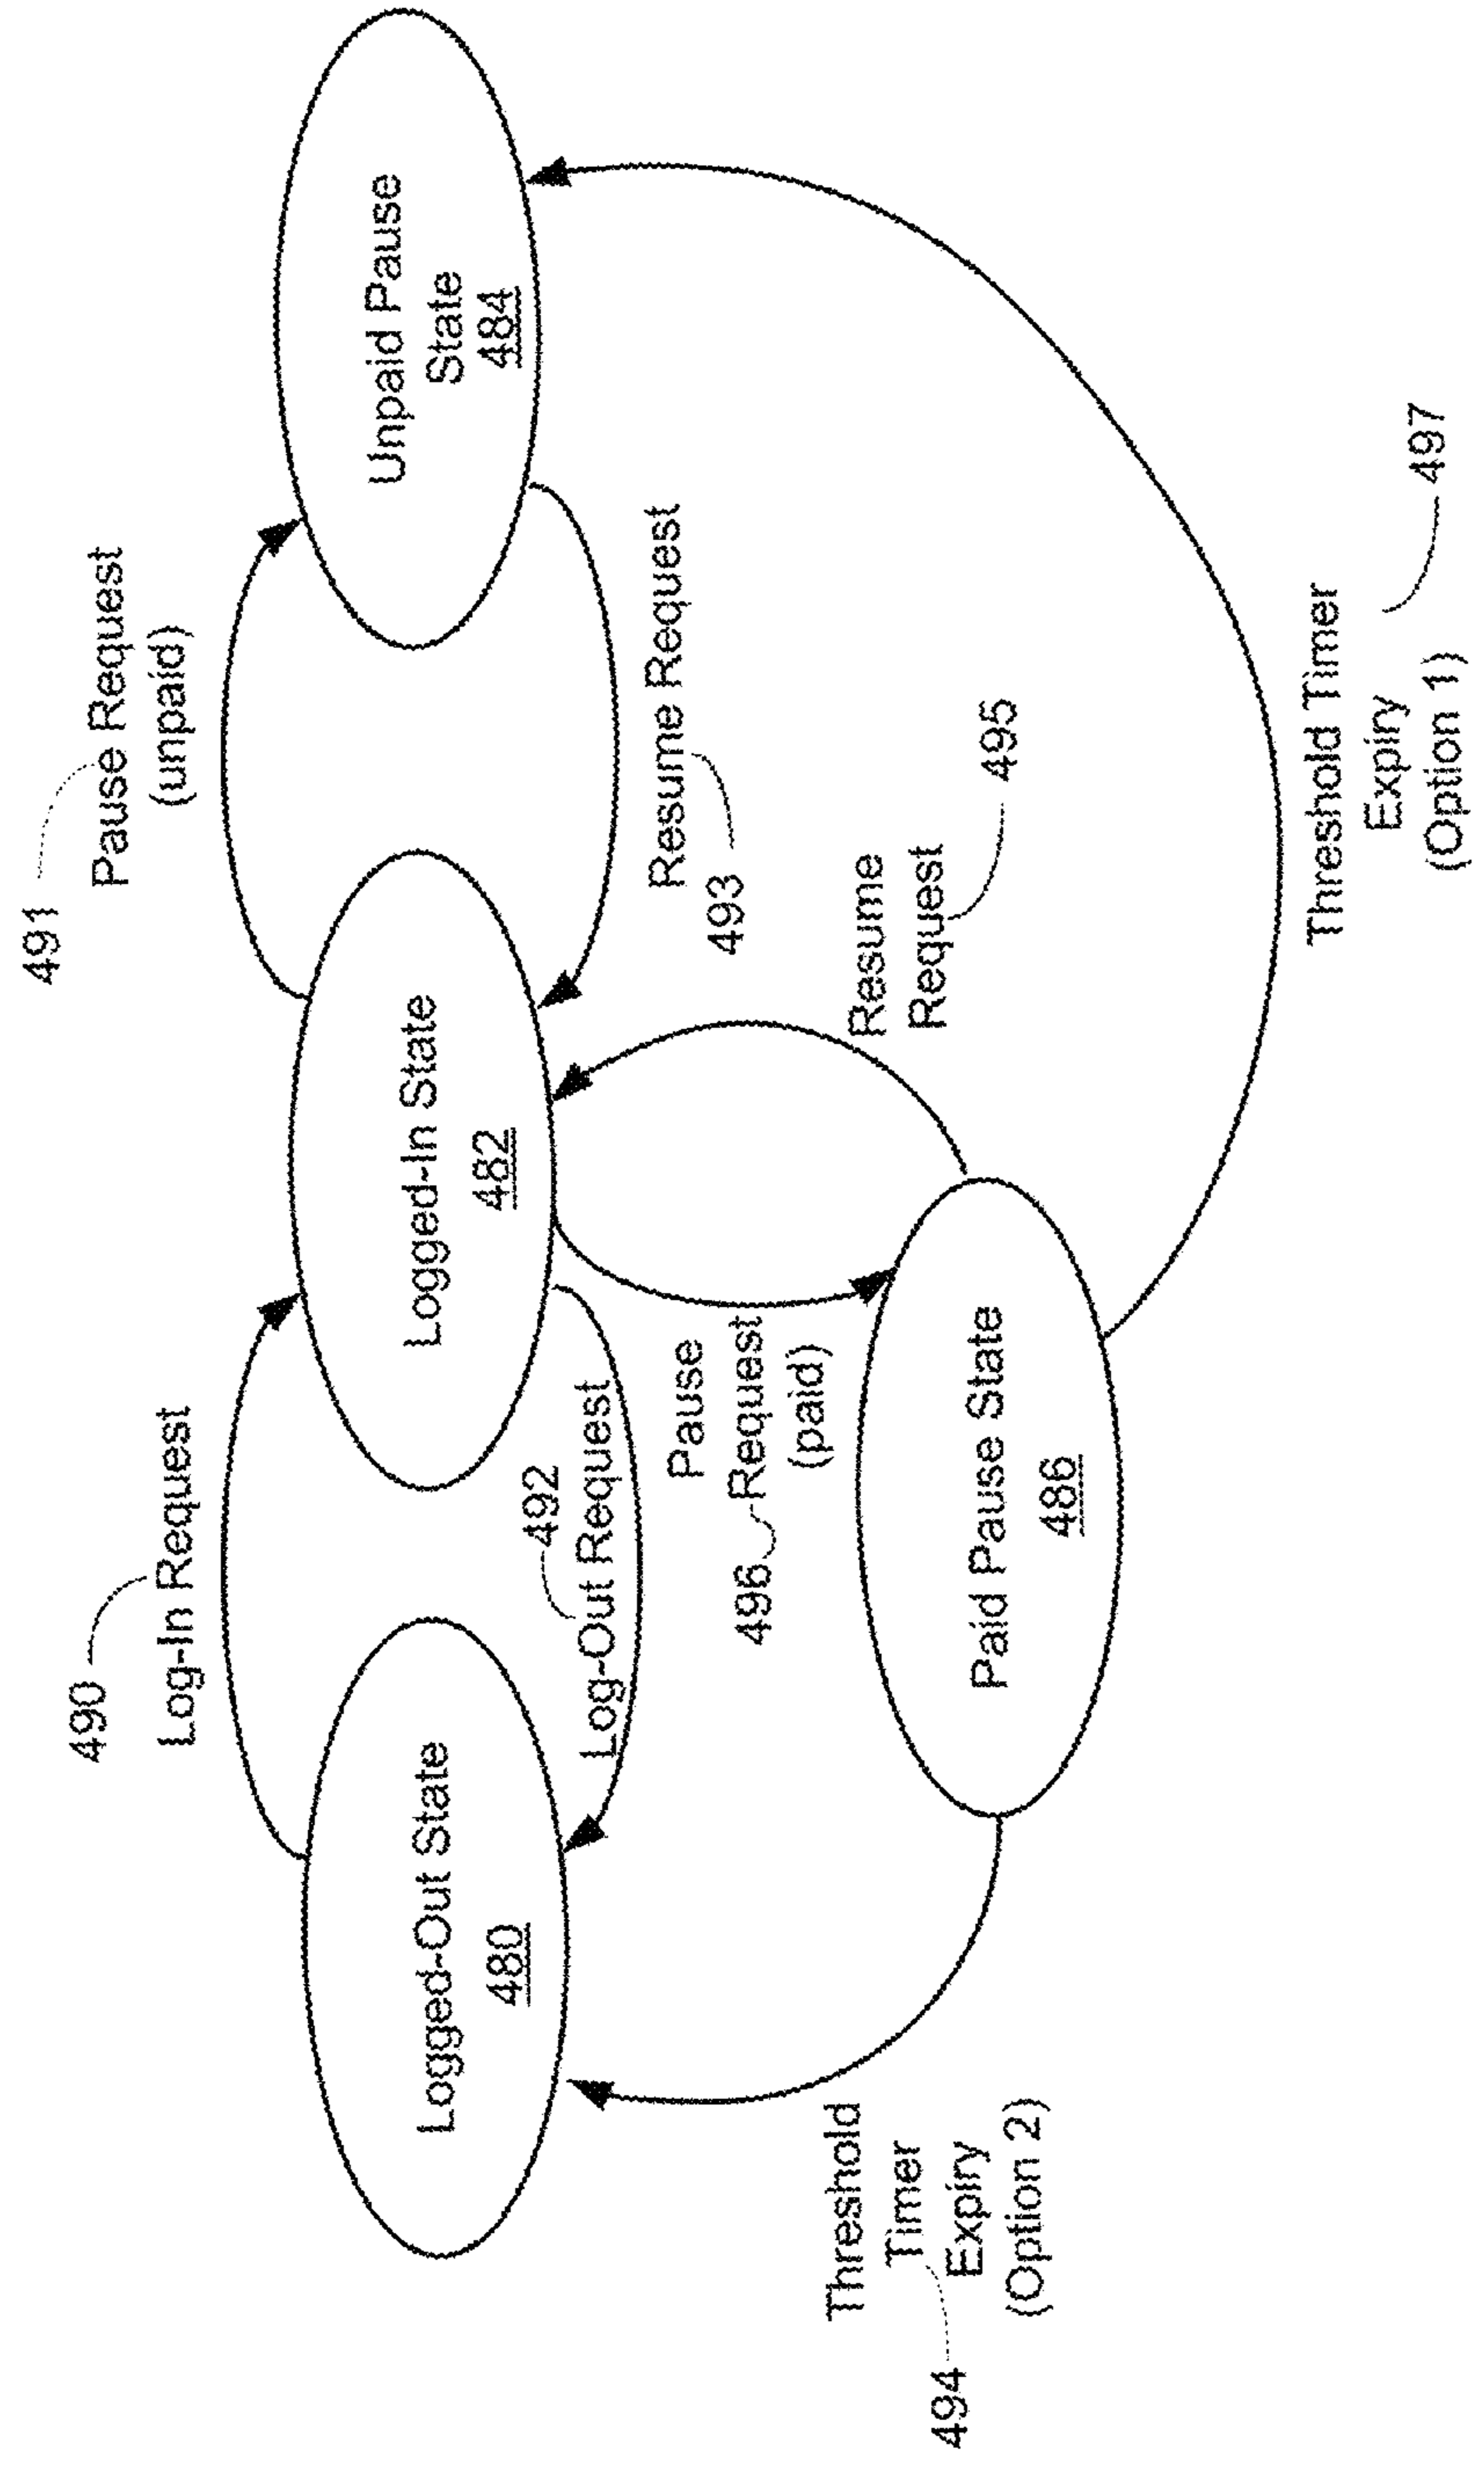 490
Log-In Request
491
Pause Request
(unpaid)
Logged-Out State
480
Logged-In State
482
Unpaid Pause
State
484
492
Log-Out Request
Resume Request
493
Pause
Request
(paid)
496
Resume
Request
495
Threshold
Timer
Expiry
(Option 2)
494
Paid Pause State
486
Threshold Timer
Expiry
(Option 1)
497